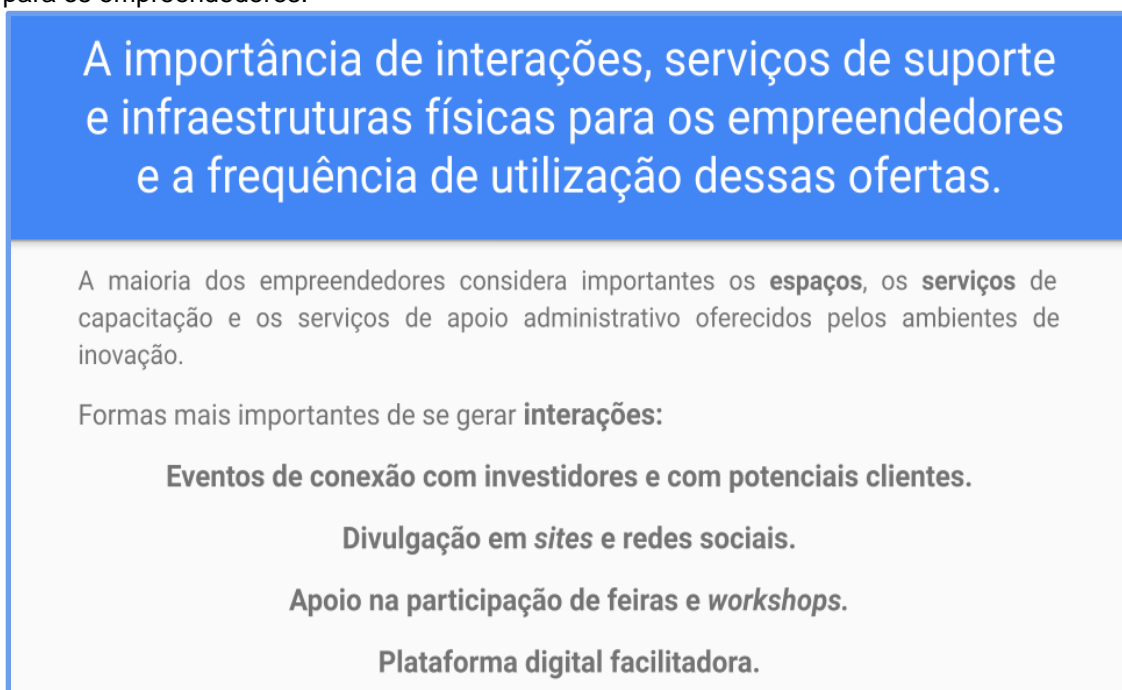 para os empreendedores.
A importância de interações, serviços de suporte
e infraestruturas físicas para os empreendedores
e a frequência de utilização dessas ofertas.
A maioria dos empreendedores considera importantes os espaços, os serviços de
capacitação e os serviços de apoio administrativo oferecidos pelos ambientes de
inovação.
Formas mais importantes de se gerar interações:
Eventos de conexão com investidores e com potenciais clientes.
Divulgação em sites e redes sociais.
Apoio na participação de feiras e workshops.
Plataforma digital facilitadora.